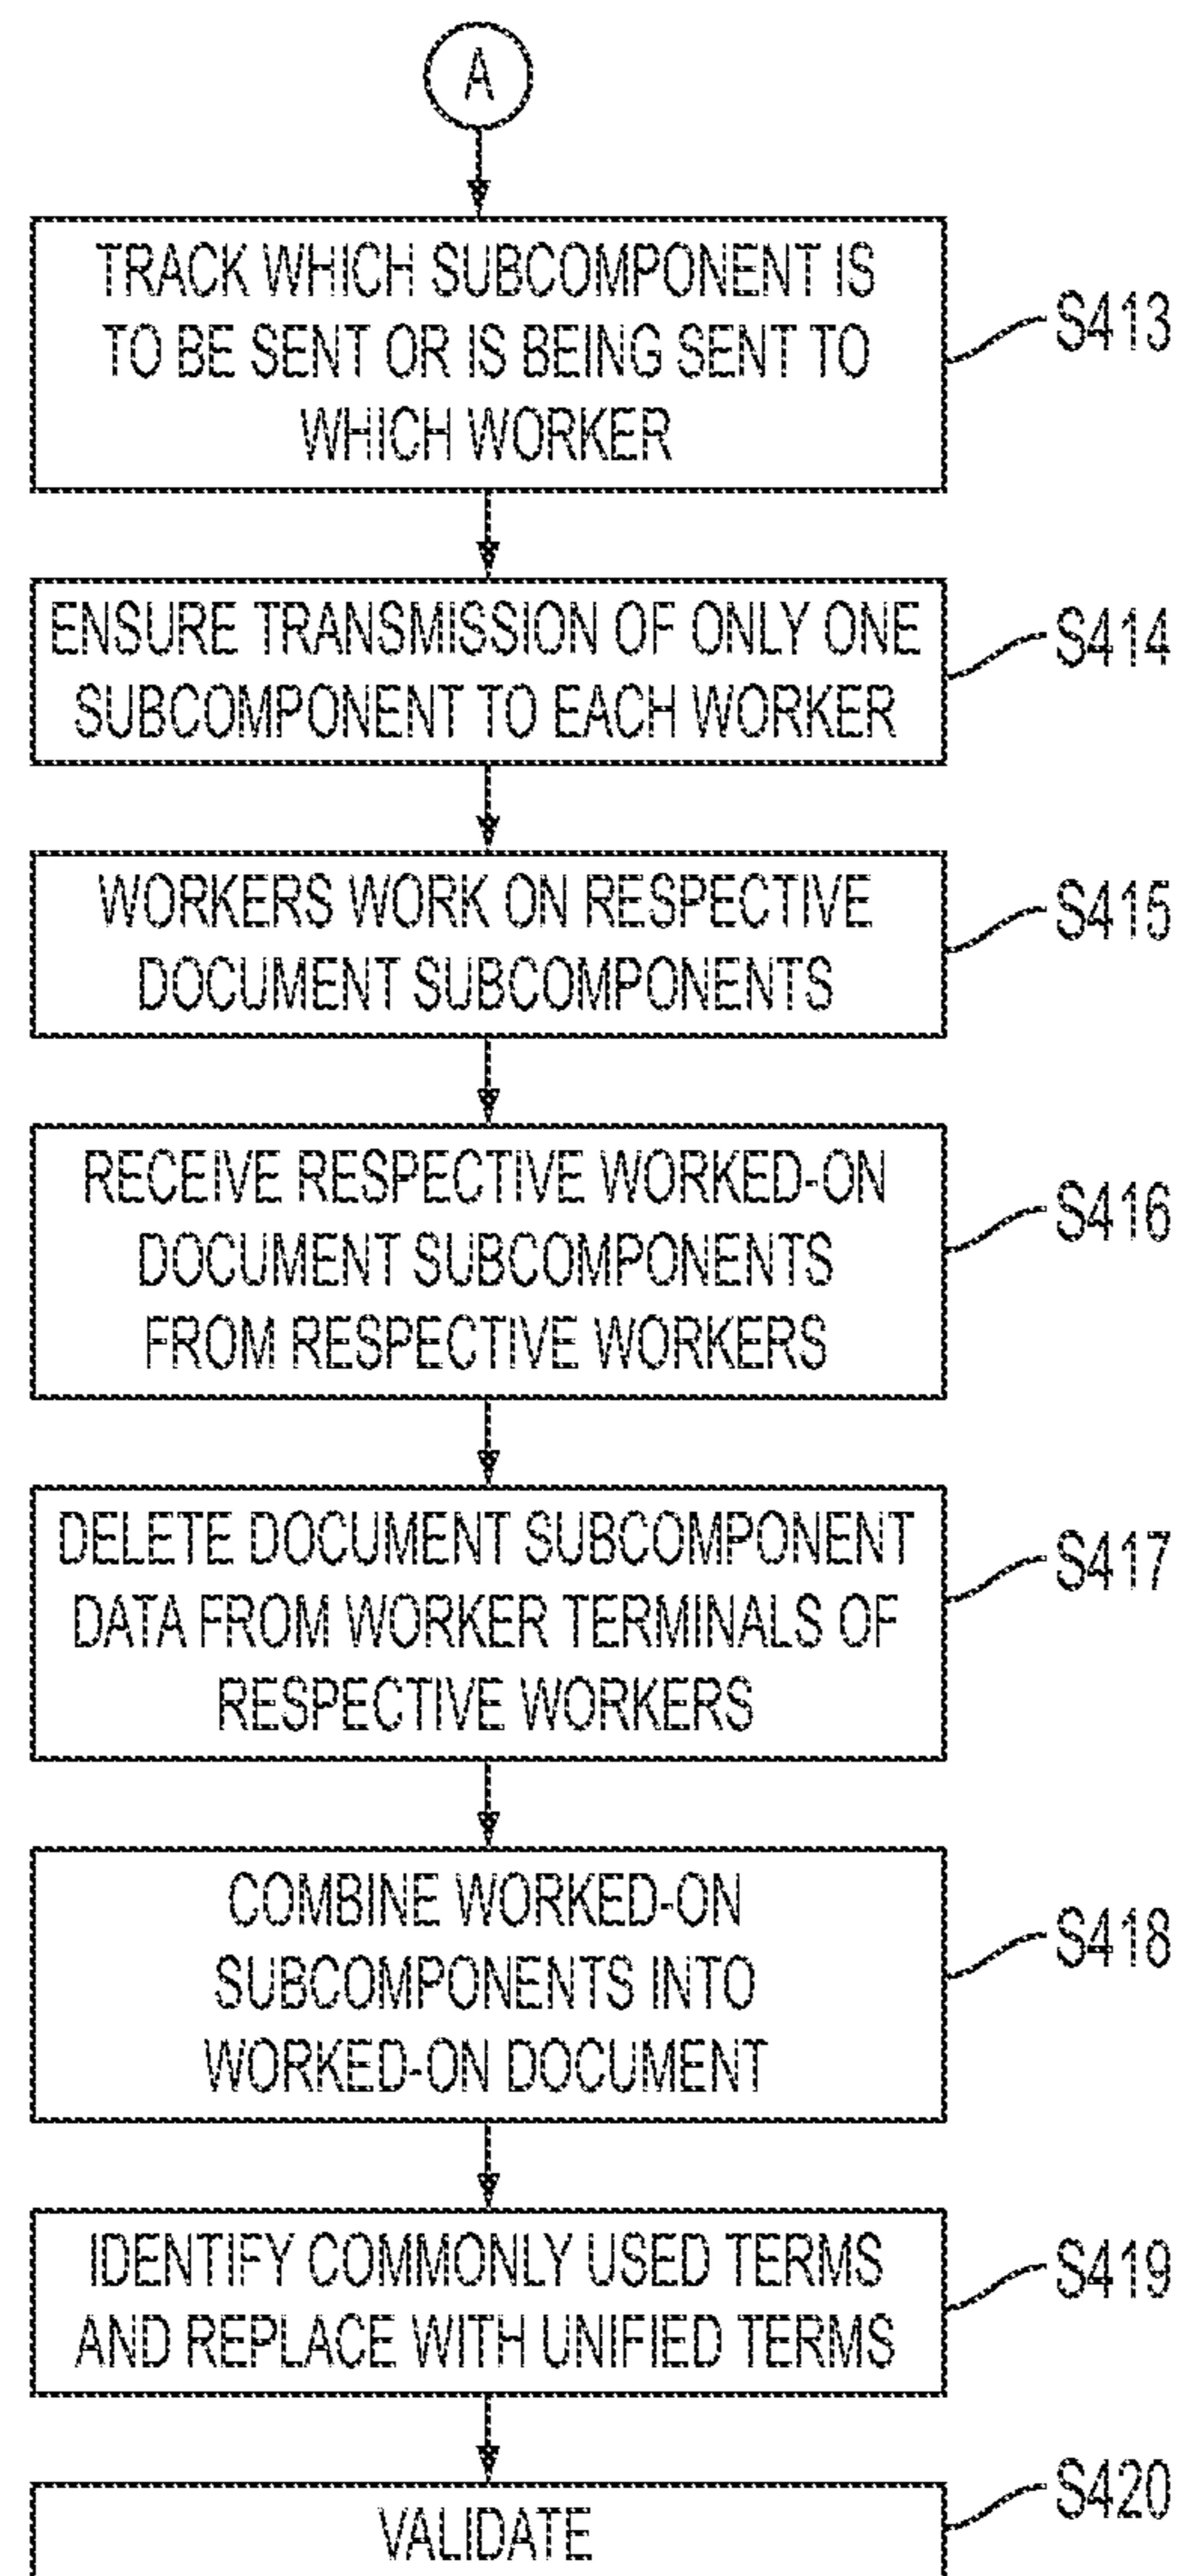 A
TRACK WHICH SUBCOMPONENT IS
TO BE SENT OR IS BEING SENT TO
WHICH WORKER
S413
ENSURE TRANSMISSION OF ONLY ONE
SUBCOMPONENT TO EACH WORKER
S414
WORKERS WORK ON RESPECTIVE
DOCUMENT SUBCOMPONENTS
S415
RECEIVE RESPECTIVE WORKED-ON
DOCUMENT SUBCOMPONENTS
FROM RESPECTIVE WORKERS
S416
DELETE DOCUMENT SUBCOMPONENT
DATA FROM WORKER TERMINALS OF
RESPECTIVE WORKERS
S417
COMBINE WORKED-ON
SUBCOMPONENTS INTO
WORKED-ON DOCUMENT
S418
IDENTIFY COMMONLY USED TERMS
AND REPLACE WITH UNIFIED TERMS
S419
VALIDATE
S420